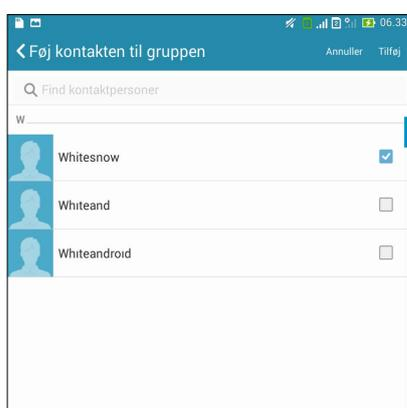 06.33
Føj kontakten til gruppen
Annuller Tilføj
Find kontaktpersoner
W
Whitesnow
Whiteand
Whiteandroid